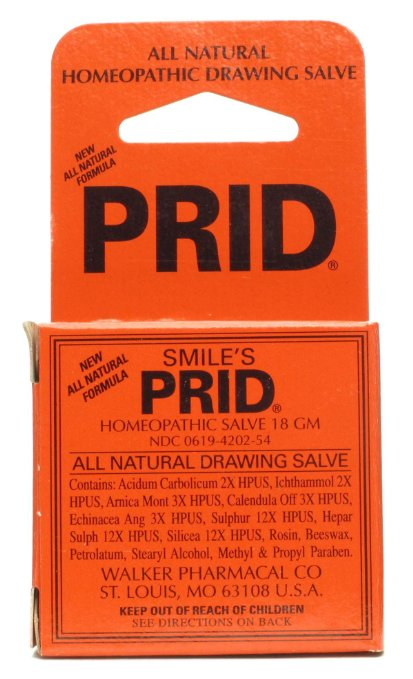 ALL NATURAL
HOMEOPATHIC DRAWING SALVE
NEW
ALL NATURAL
FORMULA
PRID®
NEW
ALL NATURAL
FORMULA
SMILE'S
PRID®
HOMEOPATHIC SALVE 18 GM
NDC 0619-4202-54
ALL NATURAL DRAWING SALVE
Contains: Acidum Carbolicum 2X HPUS, Ichthammol 2X
HPUS, Arnica Mont 3X HPUS, Calendula Off 3X HPUS,
Echinacea Ang 3X HPUS, Sulphur 12X HPUS, Hepar
Sulph 12X HPUS, Silicea 12X HPUS, Rosin, Beeswax,
Petrolatum, Stearyl Alcohol, Methyl & Propyl Paraben.
WALKER PHARMACAL CO
ST. LOUIS, MO 63108 U.S.A.
KEEP OUT OF REACH OF CHILDREN
SEE DIRECTIONS ON BACK